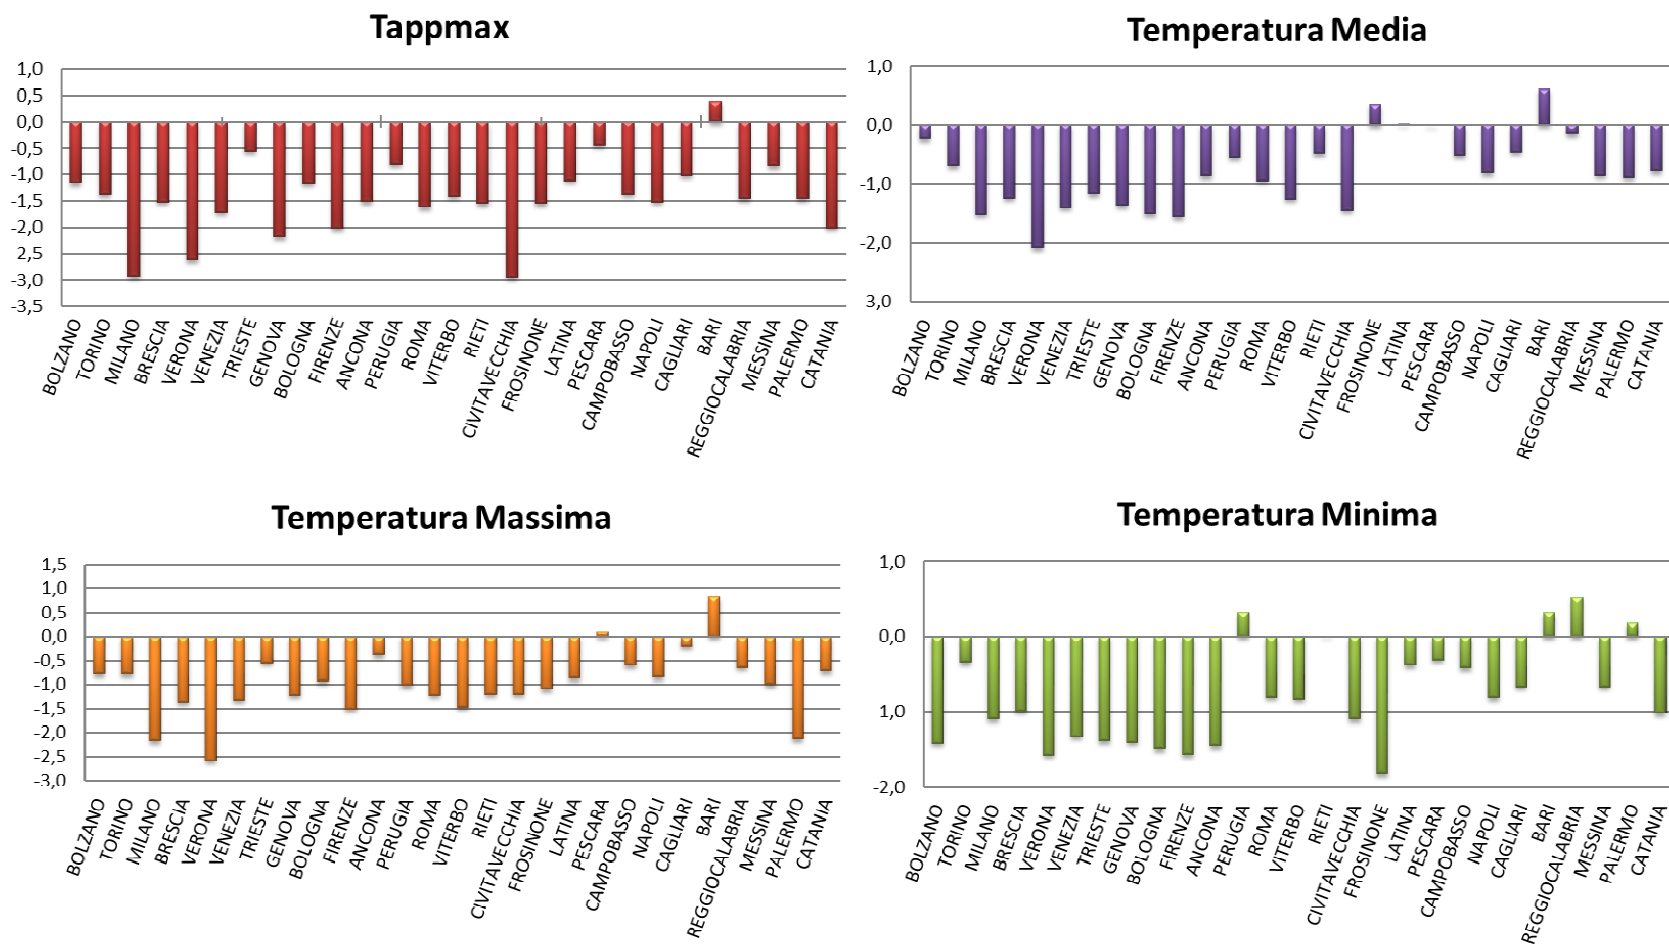 Tappmax
1,0
0,5
0,0
-0,5
-1,0
-1,5
-2,0
2,5
-3,0
-3,5
BOLZANO
TORINO
MILANO
BRESCIA
VERONA
VENEZIA
TRIESTE
GENOVA
BOLOGNA
FIRENZE
ANCONA
PERUGIA
ROMA
VITERBO
RIETI
CIVITAVECCHIA
FROSINONE
LATINA
PESCARA
CAMPOBASSO
NAPOLI
CAGLIARI
BARI
REGGIOCALABRIA
MESSINA
PALERMO
CATANIA
Temperatura Media
1,0
0,0
-1,0
-2,0
3,0
BOLZANO
TORINO
MILANO
BRESCIA
VERONA
VENEZIA
TRIESTE
GENOVA
BOLOGNA
FIRENZE
ANCONA
PERUGIA
ROMA
VITERBO
RIETI
CIVITAVECCHIA
FROSINONE
LATINA
PESCARA
CAMPOBASSO
NAPOLI
CAGLIARI
BARI
REGGIOCALABRIA
MESSINA
PALERMO
CATANIA
Temperatura Massima
1,5
1,0
0,5
0,0
-0,5
-1,0
-1,5
-2,0
-2,5
-3,0
BOLZANO
TORINO
MILANO
BRESCIA
VERONA
VENEZIA
TRIESTE
GENOVA
BOLOGNA
FIRENZE
ANCONA
PERUGIA
ROMA
VITERBO
RIETI
CIVITAVECCHIA
FROSINONE
LATINA
PESCARA
CAMPOBASSO
NAPOLI
CAGLIARI
BARI
REGGIOCALABRIA
MESSINA
PALERMO
CATANIA
Temperatura Minima
1,0
0,0
1,0
-2,0
BOLZANO
TORINO
MILANO
BRESCIA
VERONA
VENEZIA
TRIESTE
GENOVA
BOLOGNA
FIRENZE
ANCONA
PERUGIA
ROMA
VITERBO
RIETI
CIVITAVECCHIA
FROSINONE
LATINA
PESCARA
CAMPOBASSO
NAPOLI
CAGLIARI
BARI
REGGIOCALABRIA
MESSINA
PALERMO
CATANIA